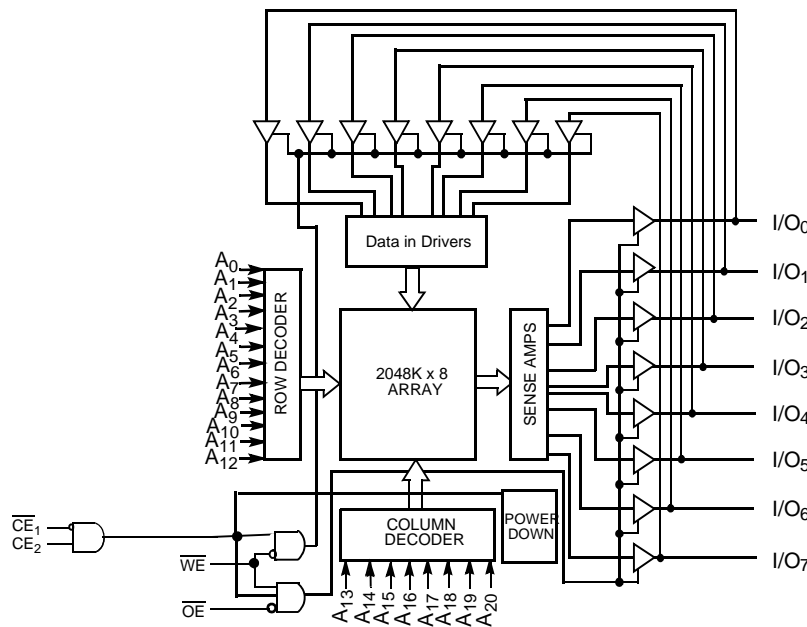 Data in Drivers
I/O0
I/O1
I/O2
I/O3
I/O4
I/O5
I/O6
I/O7
A0
A1
A2
A3
A4
A5
A6
A7
A8
A9
A10
A11
A12
ROW DECODER
2048K x 8
ARRAY
SENSE AMPS
CE1
CE2
WE
OE
COLUMN
DECODER
POWER
DOWN
A13
A14
A15
A16
A17
A18
A19
A20